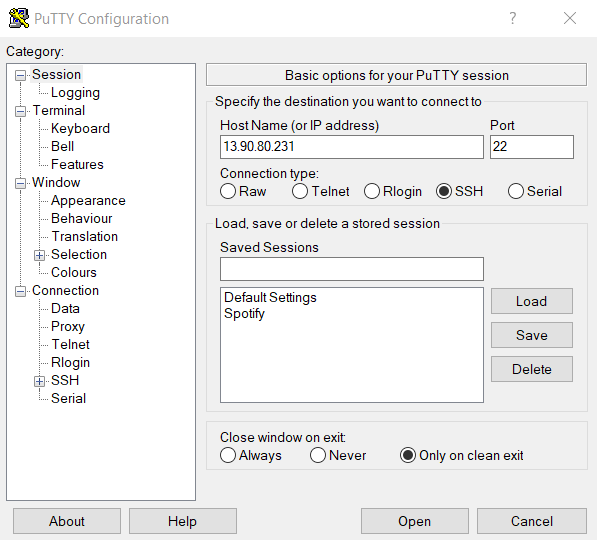 PuTTY Configuration
Category:
Session
Logging
Terminal
Keyboard
Bell
Features
Window
Appearance
Behaviour
Translation
Selection
Colours
Connection
Data
Proxy
Telnet
Rlogin
SSH
Serial
Basic options for your PuTTY session
Specify the destination you want to connect to
Host Name (or IP address) Port
13.90.80.231 22
Connection type:
Raw Telnet Rlogin SSH Serial
Load, save or delete a stored session
Saved Sessions
Default Settings
Spotify
Load
Save
Delete
Close window on exit:
Always Never Only on clean exit
About Help Open Cancel